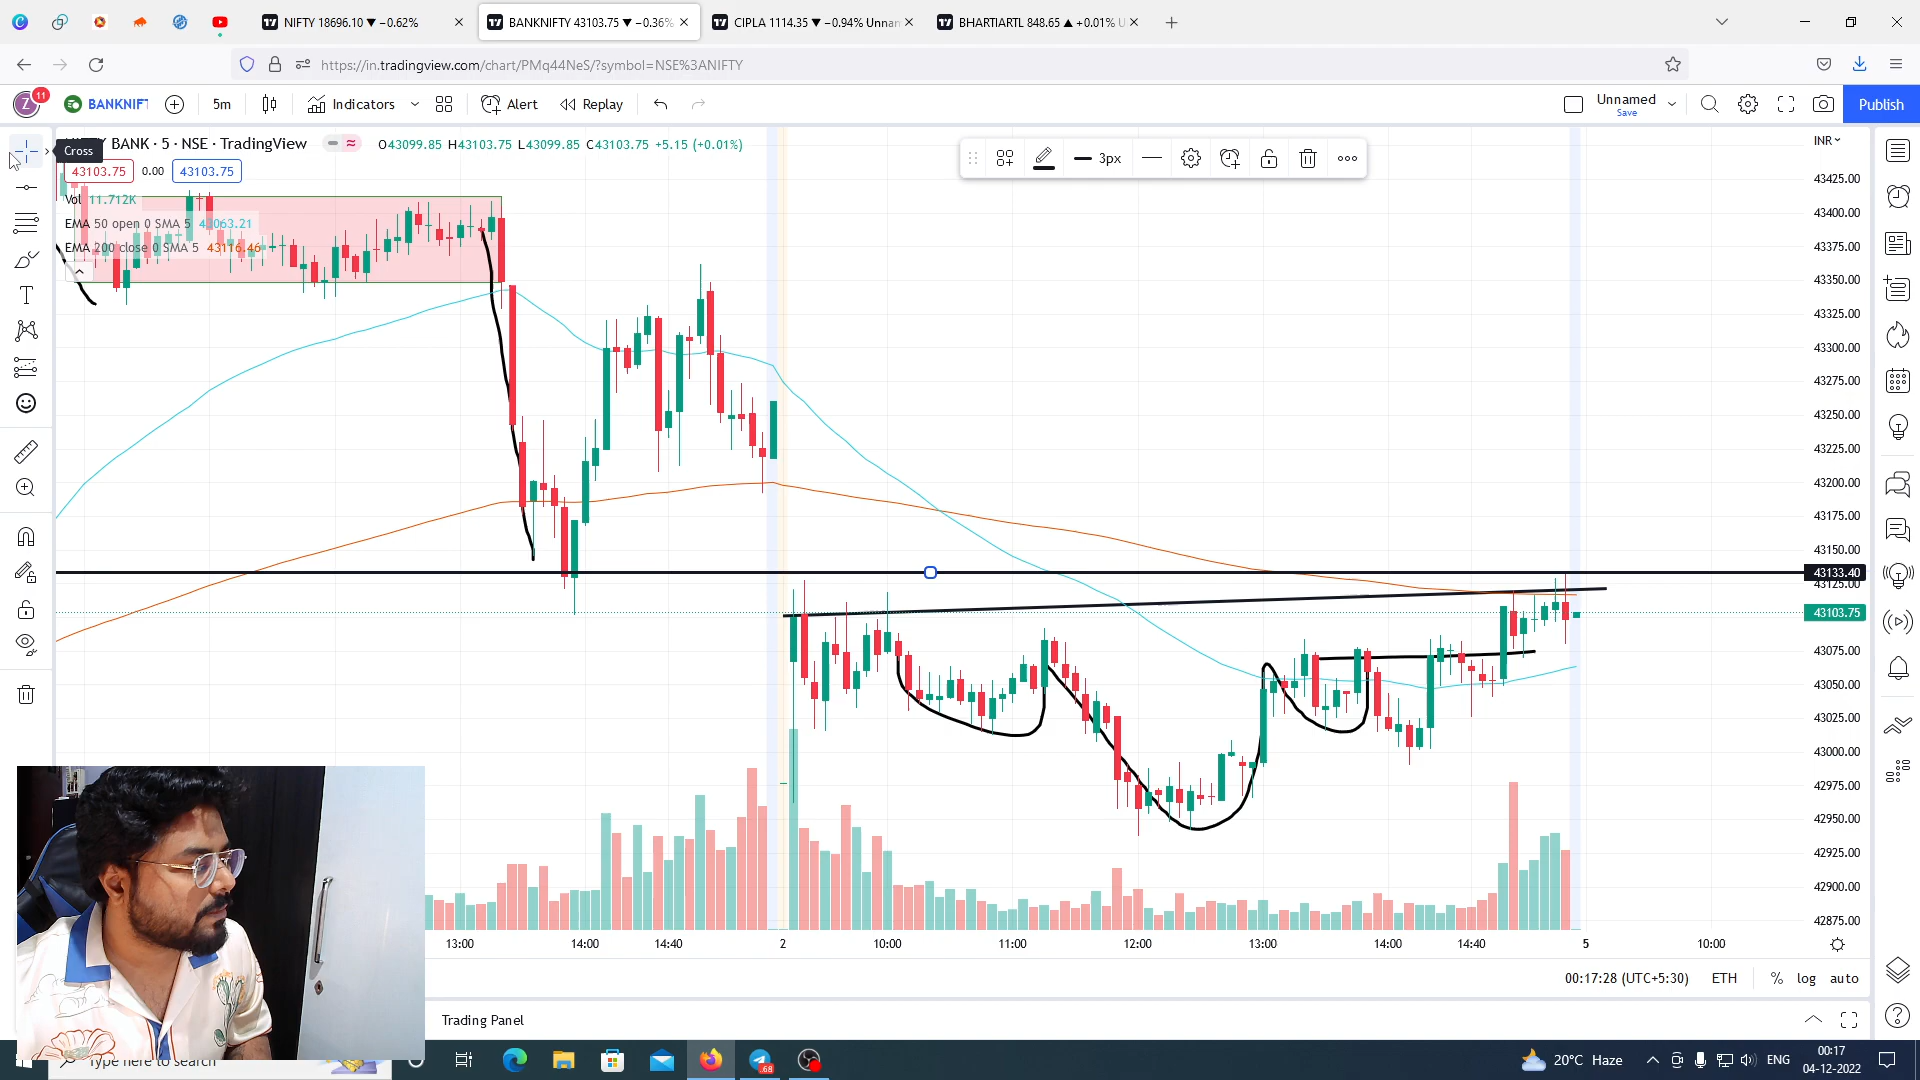 NIFTY 18696.10 ▼ −0.62%
BANKNIFTY 43103.75 ▼ −0.36%
CIPLA 1114.35 ▼ −0.94% Unnam
BHARTIARTL 848.65 ▲ +0.01% U
https://in.tradingview.com/chart/PMq44NeS/?symbol=NSE%3ANIFTY
Z
11
BANKNIFT
5m
Indicators
Alert
Replay
Unnamed
Save
Publish
Cross
BANK · 5 · NSE · TradingView
O43099.85 H43103.75 L43099.85 C43103.75 +5.15 (+0.01%)
43103.75
0.00
43103.75
Vol 11.712K
EMA 50 open 0 SMA 5
EMA 200 close 0 SMA 5 43116.46
3px
INR
43425.00
43400.00
43375.00
43350.00
43325.00
43300.00
43275.00
43250.00
43225.00
43200.00
43175.00
43150.00
43133.40
43125.00
43103.75
43075.00
43050.00
43025.00
43000.00
42975.00
42950.00
42925.00
42900.00
42875.00
13:00
14:00
14:40
2
10:00
11:00
12:00
13:00
14:00
14:40
5
10:00
00:17:28 (UTC+5:30)
ETH
%
log
auto
Trading Panel
Type here to search
.68
20°C Haze
ENG
00:17
04-12-2022